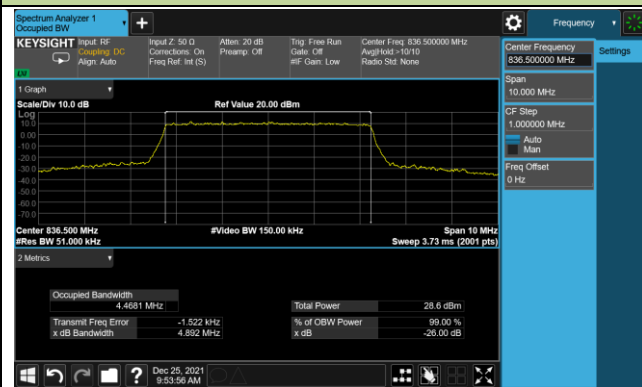 Spectrum Analyzer 1
Occupied BW
Frequency
KEYSIGHT
Input: RF
Coupling: DC
Align: Auto
Input Z: 50 Ω
Corrections: On
Freq Ref: Int (S)
Atten: 20 dB
Preamp: Off
Trig: Free Run
Gate: Off
#IF Gain: Low
Center Freq: 836.500000 MHz
Avg|Hold:>10/10
Radio Std: None
LXI
1 Graph
Scale/Div 10.0 dB
Ref Value 20.00 dBm
Log
10.0
0.00
-10.0
-20.0
-30.0
-40.0
-50.0
-60.0
-70.0
Center 836.500 MHz
#Video BW 150.00 kHz
Span 10 MHz
#Res BW 51.000 kHz
Sweep 3.73 ms (2001 pts)
2 Metrics
Occupied Bandwidth
4.4681 MHz
Total Power 28.6 dBm
Transmit Freq Error -1.522 kHz
% of OBW Power 99.00 %
x dB Bandwidth 4.892 MHz
x dB -26.00 dB
Dec 25, 2021
9:53:56 AM
Center Frequency
836.500000 MHz
Settings
Span
10.000 MHz
CF Step
1.000000 MHz
Auto
Man
Freq Offset
0 Hz